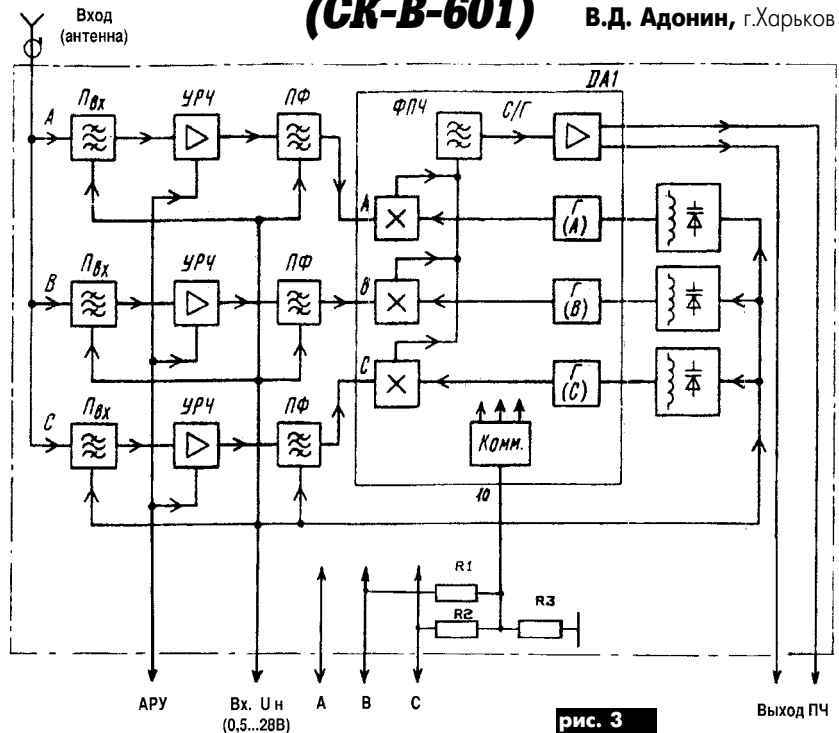 Вход
(антенна)
(СК-В-601)
В.Д. Адонин, г.Харьков
DA1
А
Пвх
УРЧ
ПФ
ФПЧ
С/Г
А
Г
(А)
В
Пвх
УРЧ
ПФ
В
Г
(В)
С
Пвх
УРЧ
ПФ
С
Г
(С)
Комм.
10
R1
R2
R3
АРУ
Вх. U н
(0,5...28В)
А
В
С
рис. 3
Выход ПЧ